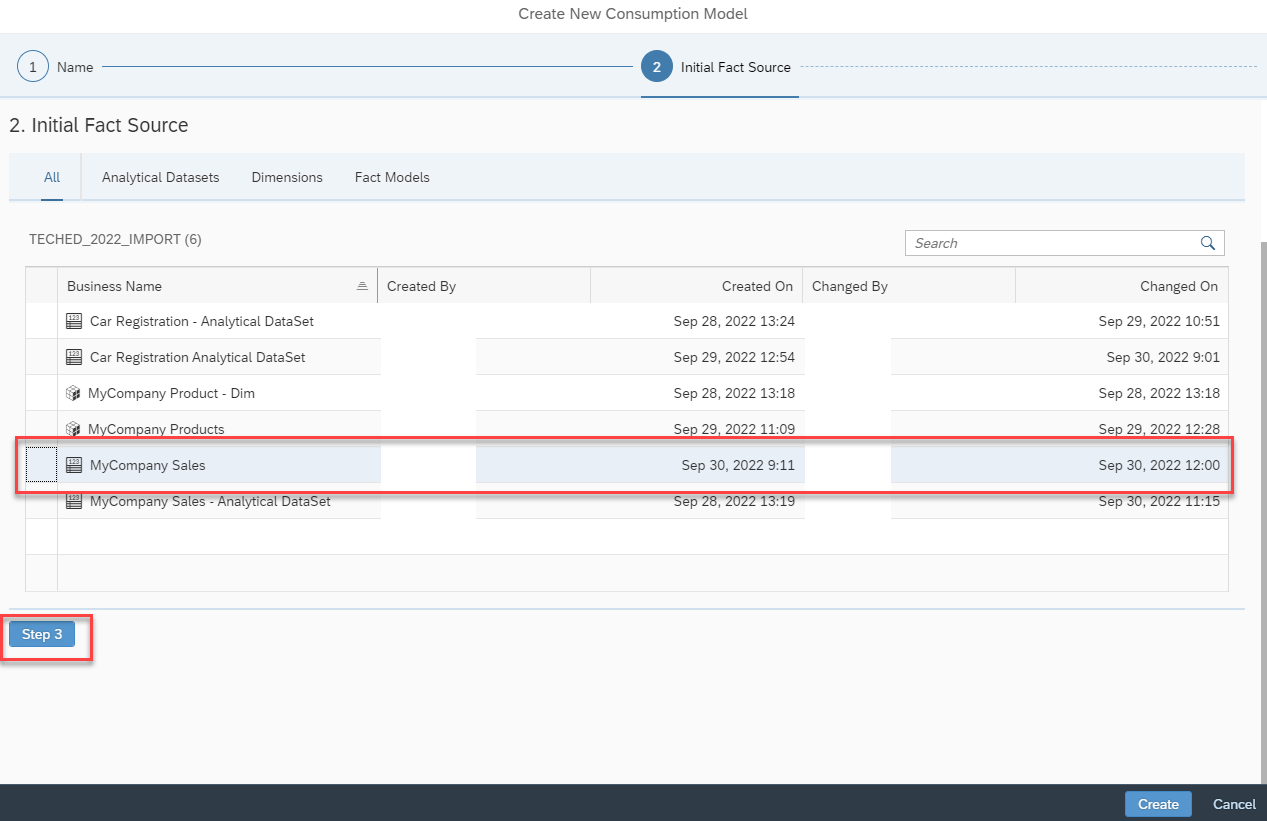 Create New Consumption Model
1 Name 2 Initial Fact Source
2. Initial Fact Source
All Analytical Datasets Dimensions Fact Models
TECHED_2022_IMPORT (6) Search
Business Name Created By Created On Changed By Changed On
123 Car Registration - Analytical DataSet Sep 28, 2022 13:24 Sep 29, 2022 10:51
123 Car Registration Analytical DataSet Sep 29, 2022 12:54 Sep 30, 2022 9:01
MyCompany Product - Dim Sep 28, 2022 13:18 Sep 28, 2022 13:18
MyCompany Products Sep 29, 2022 11:09 Sep 29, 2022 12:28
123 MyCompany Sales Sep 30, 2022 9:11 Sep 30, 2022 12:00
123 MyCompany Sales - Analytical DataSet Sep 28, 2022 13:19 Sep 30, 2022 11:15
Step 3
Create Cancel